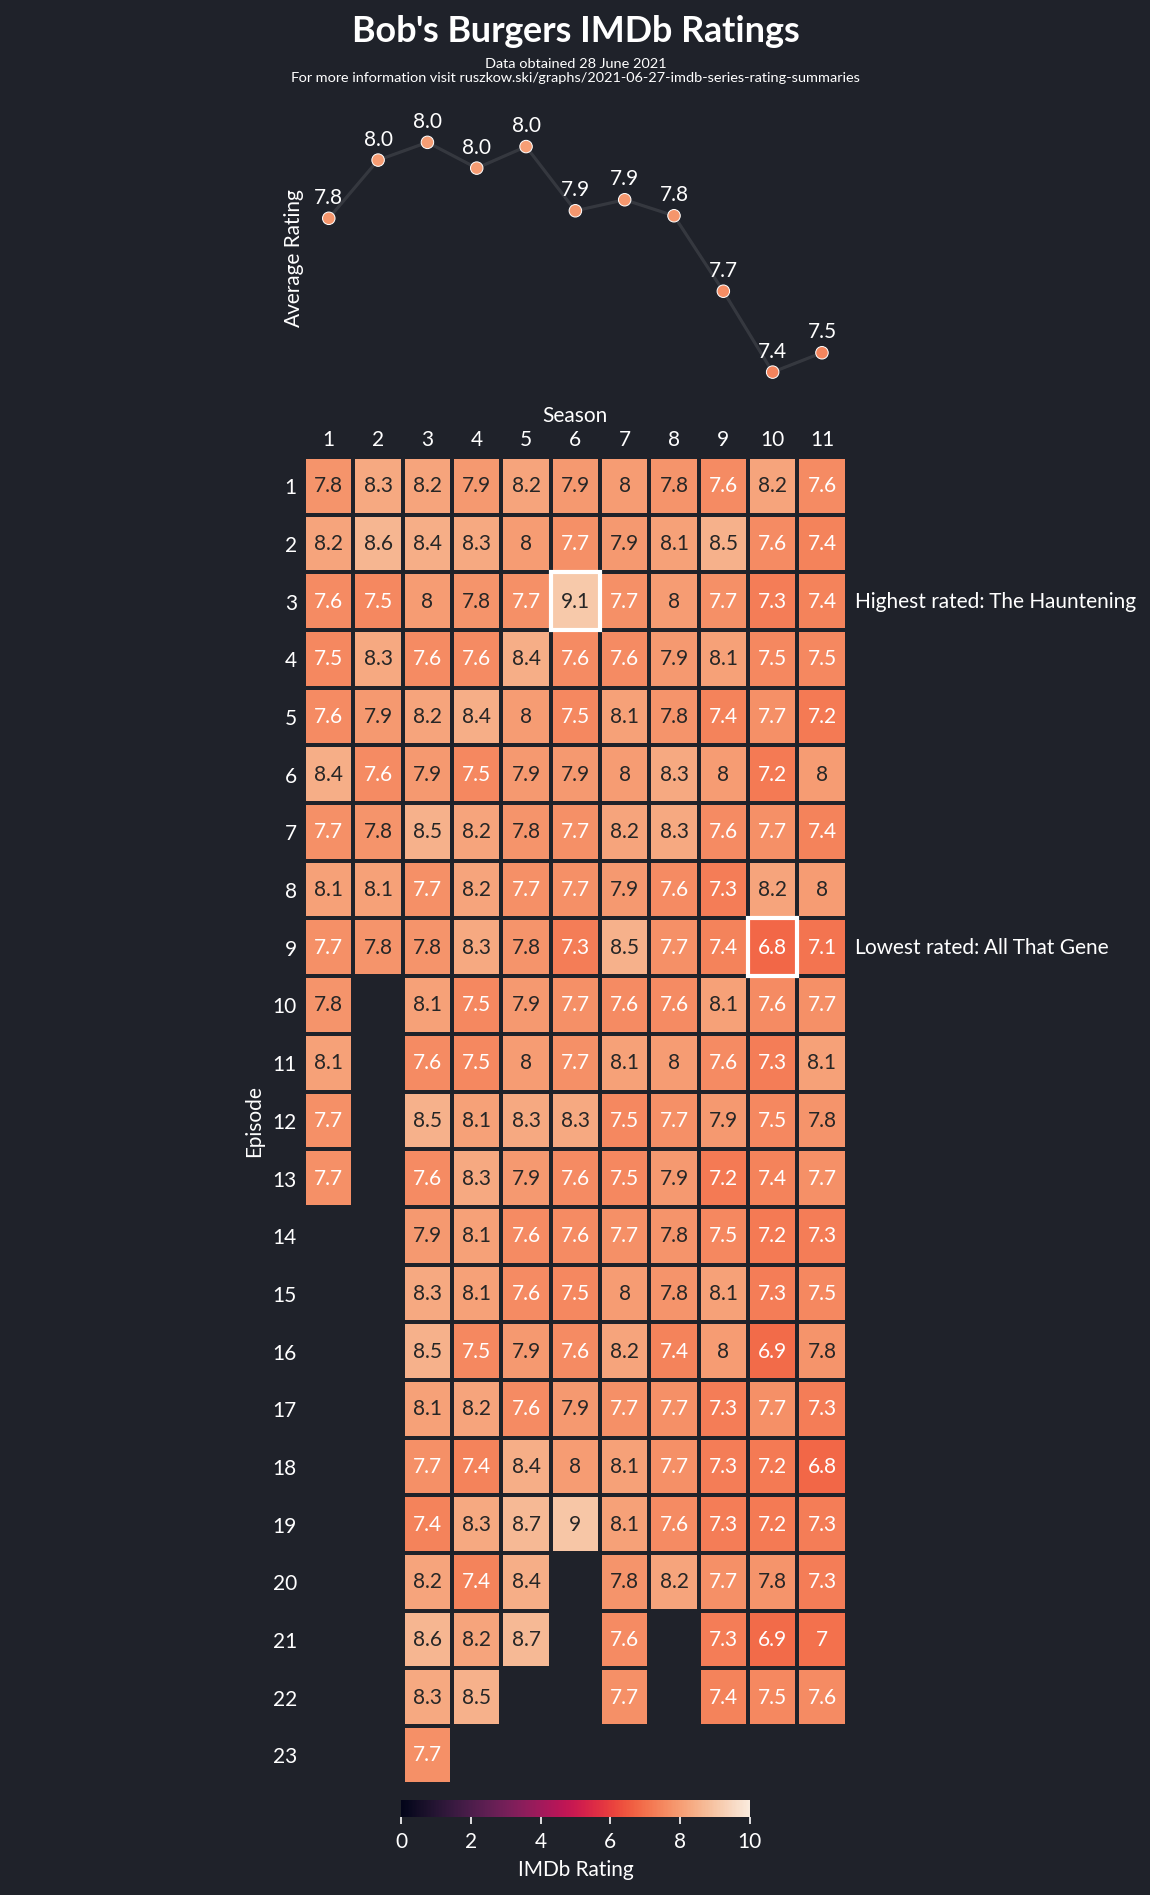 Bob's Burgers IMDb Ratings
Data obtained 28 June 2021
For more information visit ruszkow.ski/graphs/2021-06-27-imdb-series-rating-summaries
7.8 8.0 8.0 8.0 8.0 7.9 7.9 7.8 7.7 7.4 7.5
Average Rating
Season
1 2 3 4 5 6 7 8 9 10 11
1 7.8 8.3 8.2 7.9 8.2 7.9 8 7.8 7.6 8.2 7.6
2 8.2 8.6 8.4 8.3 8 7.7 7.9 8.1 8.5 7.6 7.4
3 7.6 7.5 8 7.8 7.7 9.1 7.7 8 7.7 7.3 7.4 Highest rated: The Hauntening
4 7.5 8.3 7.6 7.6 8.4 7.6 7.6 7.9 8.1 7.5 7.5
5 7.6 7.9 8.2 8.4 8 7.5 8.1 7.8 7.4 7.7 7.2
6 8.4 7.6 7.9 7.5 7.9 7.9 8 8.3 8 7.2 8
7 7.7 7.8 8.5 8.2 7.8 7.7 8.2 8.3 7.6 7.7 7.4
8 8.1 8.1 7.7 8.2 7.7 7.7 7.9 7.6 7.3 8.2 8
9 7.7 7.8 7.8 8.3 7.8 7.3 8.5 7.7 7.4 6.8 7.1 Lowest rated: All That Gene
10 7.8 8.1 7.5 7.9 7.7 7.6 7.6 8.1 7.6 7.7
11 8.1 7.6 7.5 8 7.7 8.1 8 7.6 7.3 8.1
Episode
12 7.7 8.5 8.1 8.3 8.3 7.5 7.7 7.9 7.5 7.8
13 7.7 7.6 8.3 7.9 7.6 7.5 7.9 7.2 7.4 7.7
14 7.9 8.1 7.6 7.6 7.7 7.8 7.5 7.2 7.3
15 8.3 8.1 7.6 7.5 8 7.8 8.1 7.3 7.5
16 8.5 7.5 7.9 7.6 8.2 7.4 8 6.9 7.8
17 8.1 8.2 7.6 7.9 7.7 7.7 7.3 7.7 7.3
18 7.7 7.4 8.4 8 8.1 7.7 7.3 7.2 6.8
19 7.4 8.3 8.7 9 8.1 7.6 7.3 7.2 7.3
20 8.2 7.4 8.4 7.8 8.2 7.7 7.8 7.3
21 8.6 8.2 8.7 7.6 7.3 6.9 7
22 8.3 8.5 7.7 7.4 7.5 7.6
23 7.7
0 2 4 6 8 10
IMDb Rating